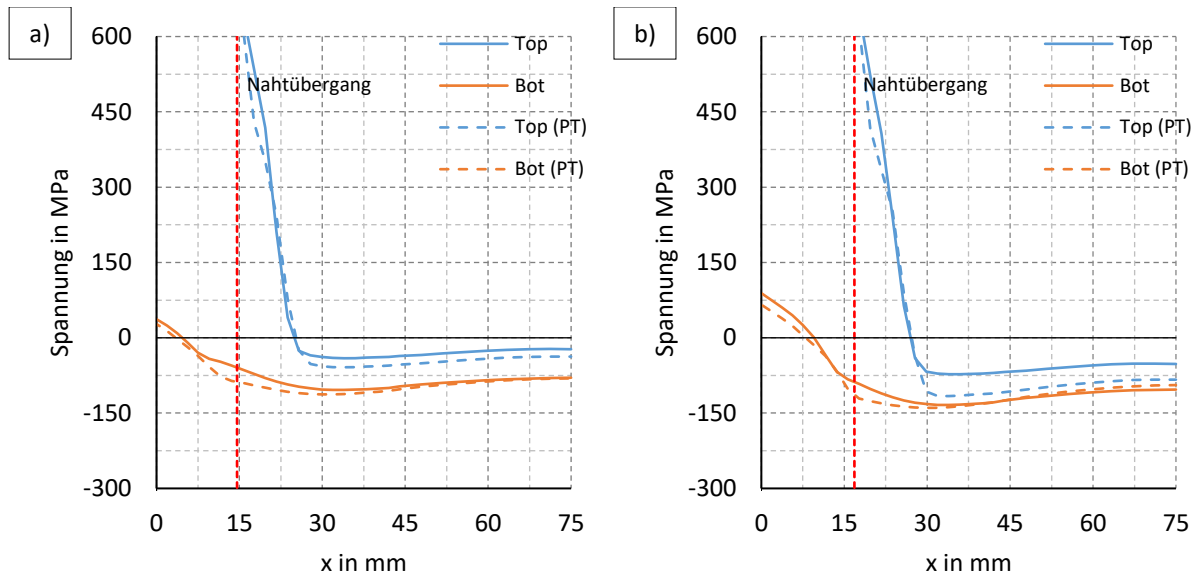 a)
600
450
300
150
0
-150
-300
0 15 30 45 60 75
Spannung in MPa
x in mm
Nahtübergang
Top
Bot
Top (PT)
Bot (PT)
b)
600
450
300
150
0
-150
-300
0 15 30 45 60 75
Spannung in MPa
x in mm
Nahtübergang
Top
Bot
Top (PT)
Bot (PT)